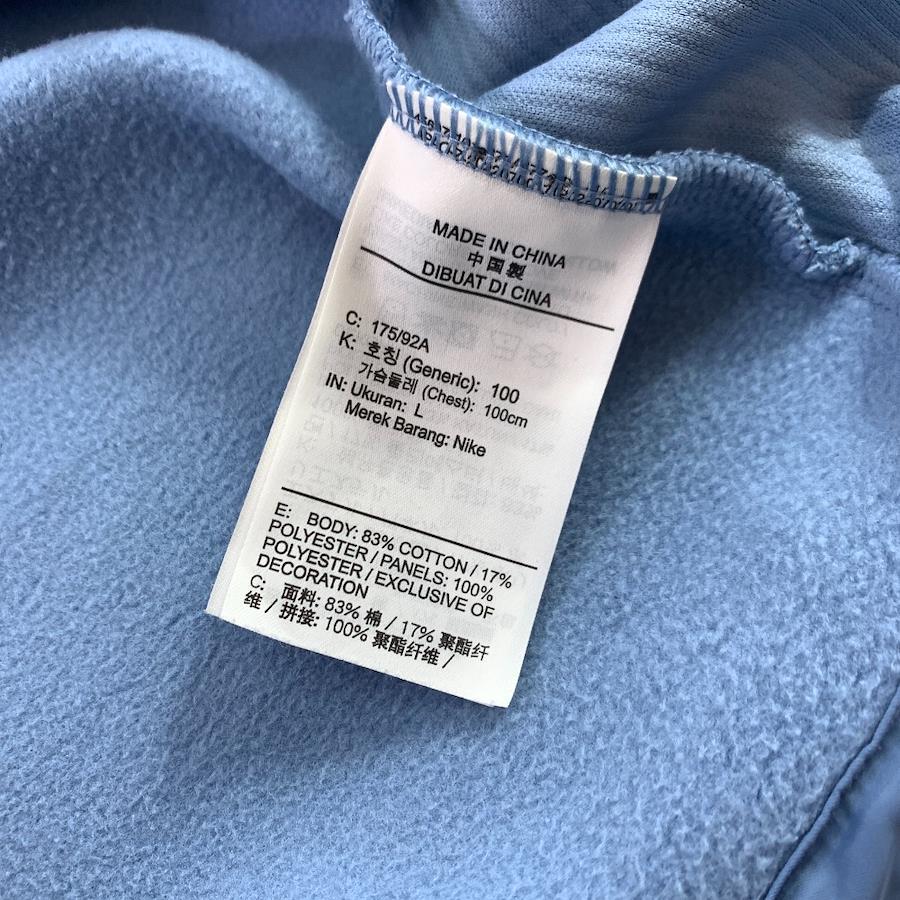 MADE IN CHINA
中国製
DIBUAT DI CINA
C: 175/92A
K: 호칭 (Generic): 100
가슴둘레 (Chest): 100cm
IN: Ukuran: L
Merek Barang: Nike
E: BODY: 83% COTTON / 17%
POLYESTER / PANELS: 100%
POLYESTER / EXCLUSIVE OF
DECORATION
C: 面料: 83% 棉 / 17% 聚酯纤
维 / 拼接: 100% 聚酯纤维 /